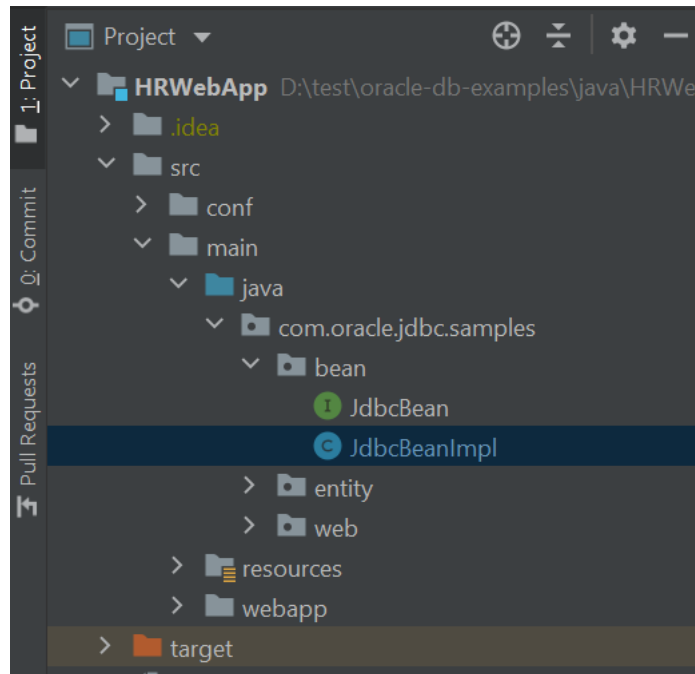 1: Project
0: Commit
Pull Requests
Project
HRWebApp D:\test\oracle-db-examples\java\HRWe
.idea
src
conf
main
java
com.oracle.jdbc.samples
bean
I JdbcBean
C JdbcBeanImpl
entity
web
resources
webapp
target